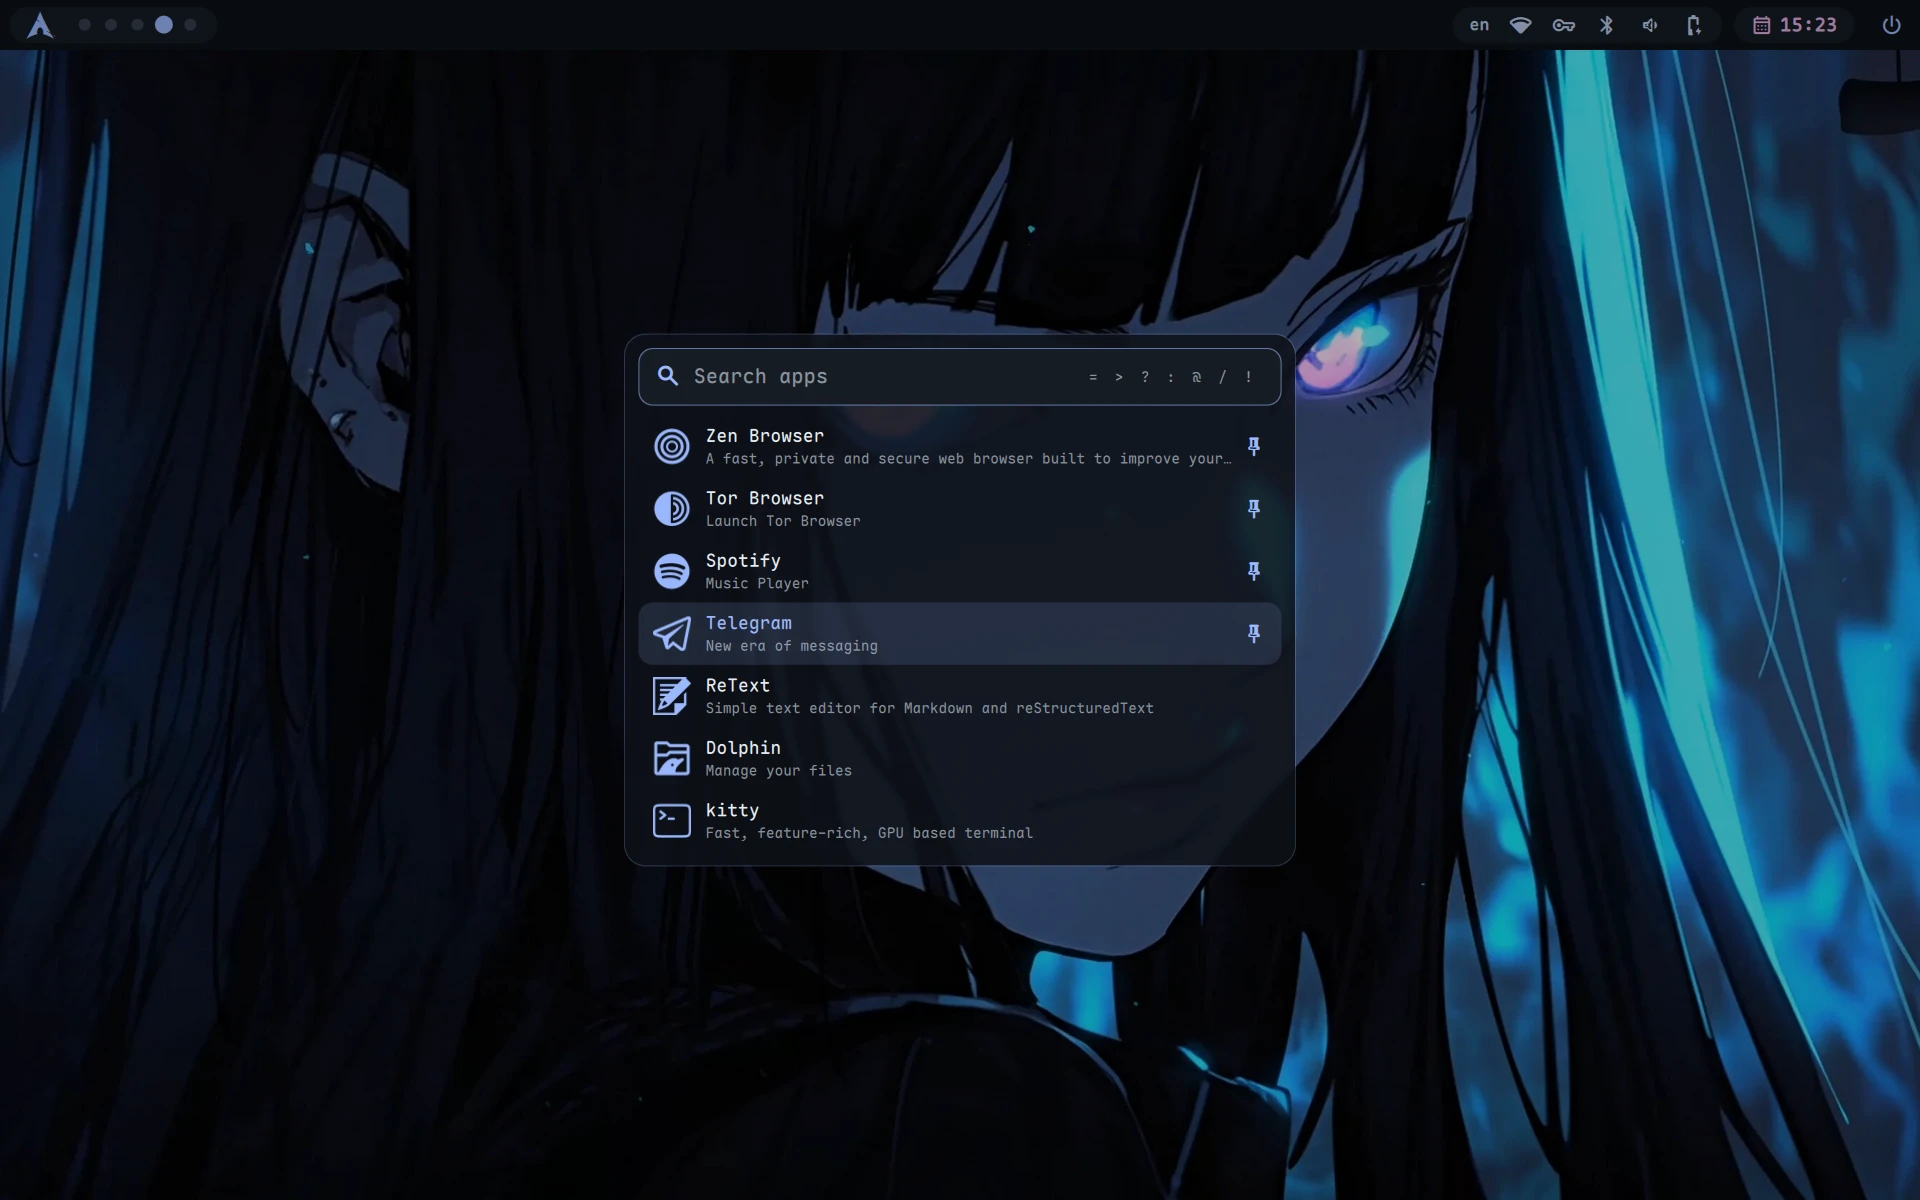 en 15:23
Search apps = > ? : @ / !
Zen Browser
A fast, private and secure web browser built to improve your…
Tor Browser
Launch Tor Browser
Spotify
Music Player
Telegram
New era of messaging
ReText
Simple text editor for Markdown and reStructuredText
Dolphin
Manage your files
kitty
Fast, feature-rich, GPU based terminal